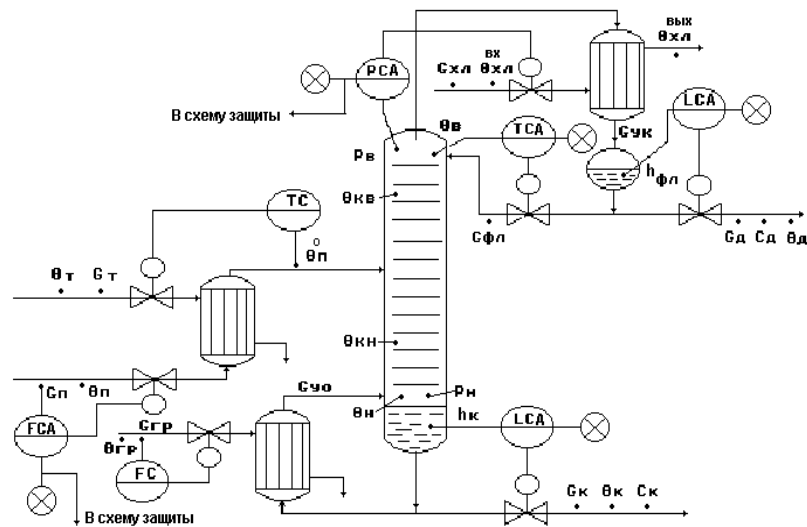 вых
θхл
PCA
вх
Gхл θхл
LCA
В схему защиты
Gук
θв
TCA
Pв
hфл
TC
θкв
Gфл
Gд Cд θд
o
θп
θт Gт
θкн
Gп θп
Gуо
Pн
θн
hк
LCA
FCA
Gгр
θгр
FC
Gк θк Cк
В схему защиты